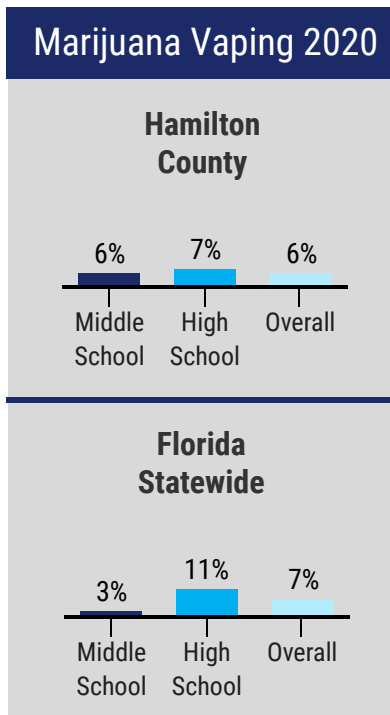 Marijuana Vaping 2020
Hamilton
County
6%
7%
6%
Middle
School
High
School
Overall
Florida
Statewide
3%
11%
7%
Middle
School
High
School
Overall